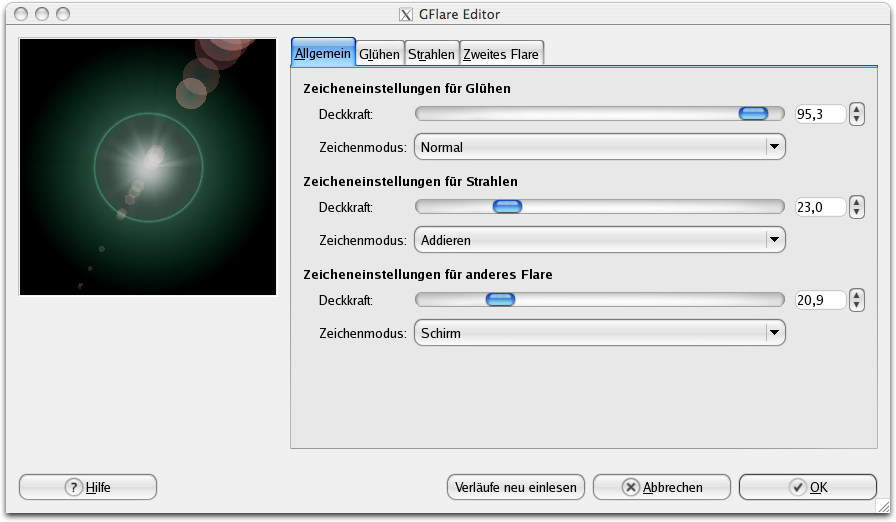 GFlare Editor
Allgemein Glühen Strahlen Zweites Flare
Zeicheneinstellungen für Glühen
Deckkraft: 95,3
Zeichenmodus: Normal
Zeicheneinstellungen für Strahlen
Deckkraft: 23,0
Zeichenmodus: Addieren
Zeicheneinstellungen für anderes Flare
Deckkraft: 20,9
Zeichenmodus: Schirm
Hilfe Verläufe neu einlesen Abbrechen OK